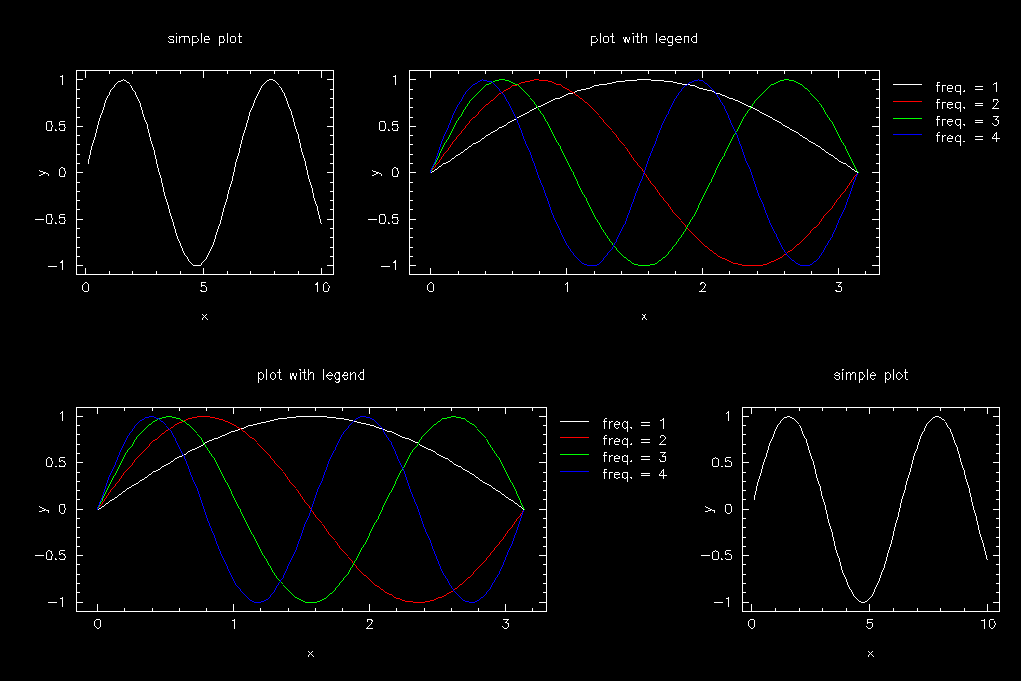 simple plot
1
0.5
0
−0.5
−1
y
0 5 10
x
plot with legend
1
0.5
0
−0.5
−1
y
0 1 2 3
x
freq. = 1
freq. = 2
freq. = 3
freq. = 4
plot with legend
1
0.5
0
−0.5
−1
y
0 1 2 3
x
freq. = 1
freq. = 2
freq. = 3
freq. = 4
simple plot
1
0.5
0
−0.5
−1
y
0 5 10
x